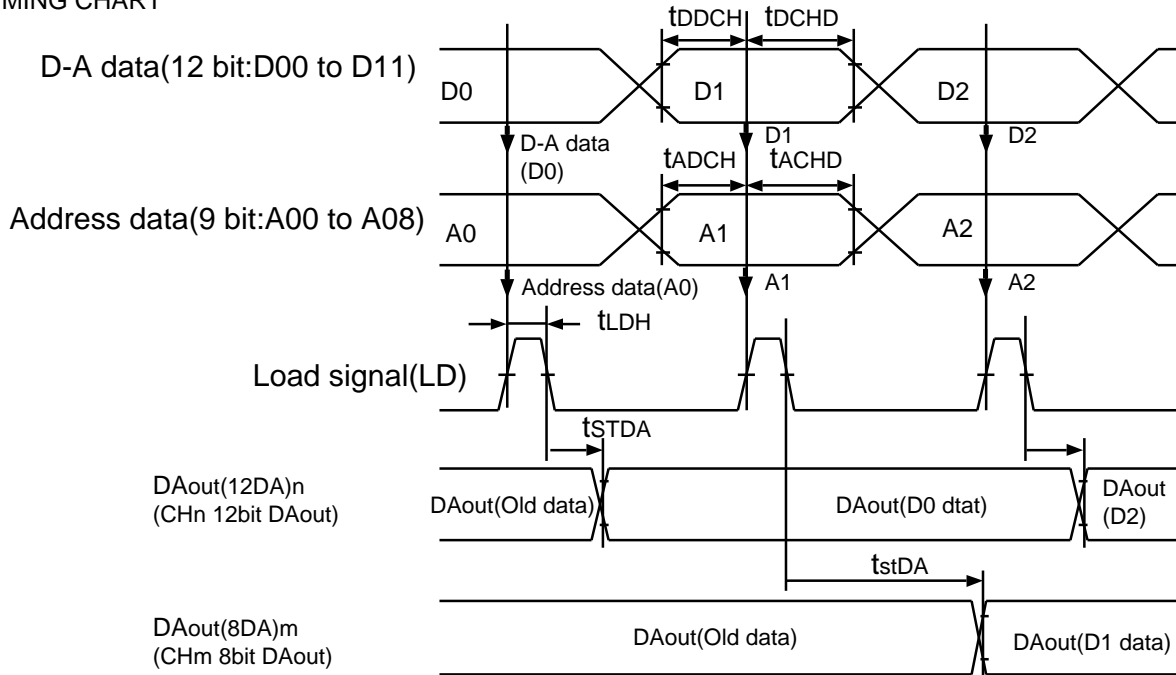 MING CHART
tDDCH tDCHD
D-A data(12 bit:D00 to D11)
D0 D1 D2
D-A data
(D0)
D1 D2
tADCH tACHD
Address data(9 bit:A00 to A08)
A0 A1 A2
Address data(A0) A1 A2
tLDH
Load signal(LD)
tSTDA
DAout(12DA)n
(CHn 12bit DAout)
DAout(Old data) DAout(D0 dtat) DAout
(D2)
tstDA
DAout(8DA)m
(CHm 8bit DAout)
DAout(Old data) DAout(D1 data)